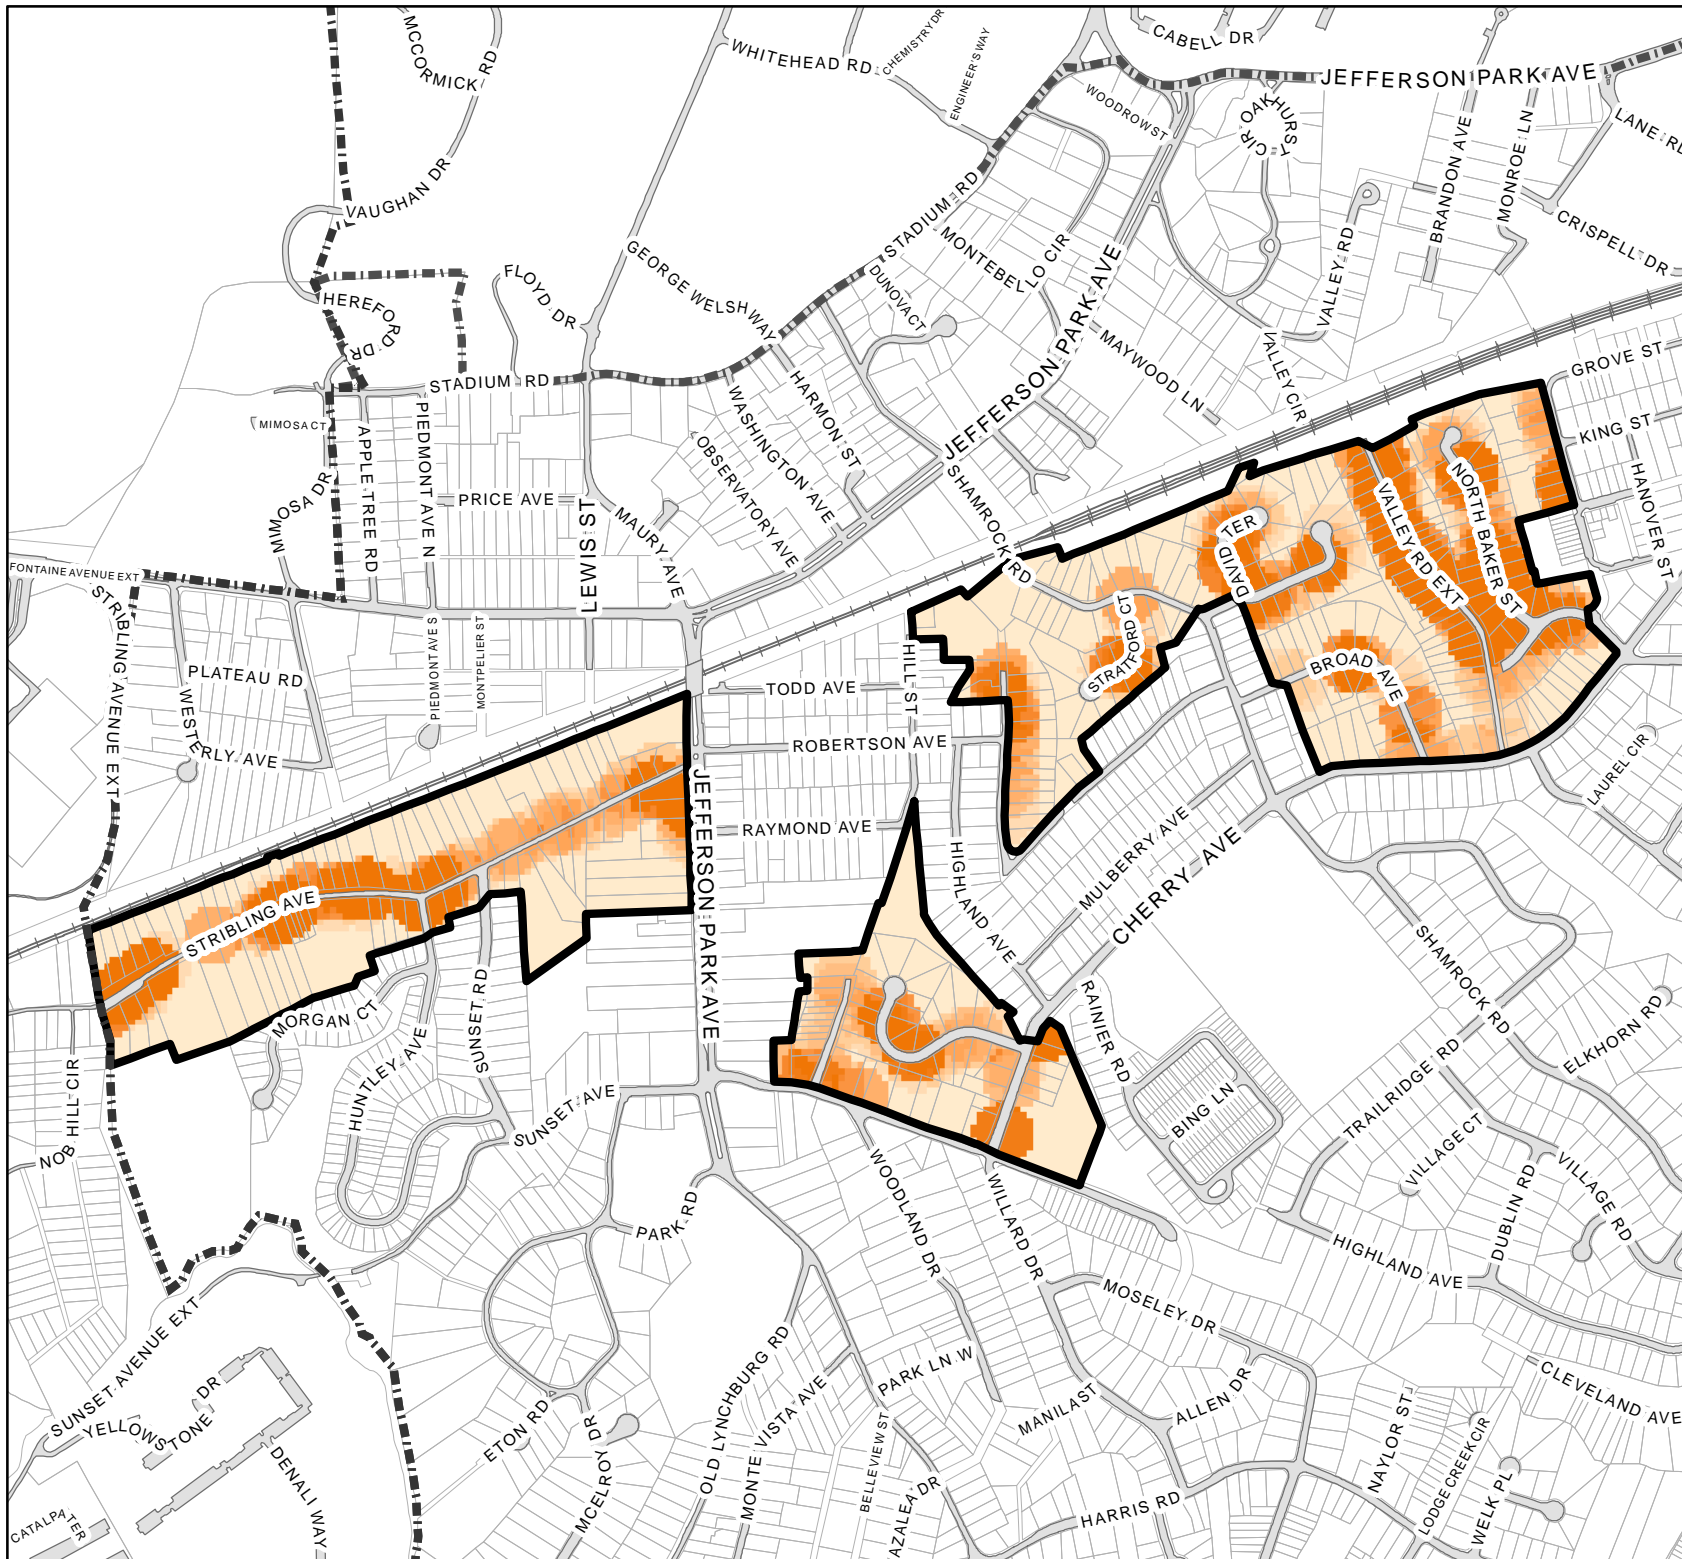 MCCORMICK RD
WHITEHEAD RD
CHEMISTRY DR
ENGINEER'S WAY
CABELL DR
JEFFERSON PARK AVE
WOODROW ST
OAKHURST CIR
BRANDON AVE
MONROE LN
LANE RD
VAUGHAN DR
STADIUM RD
CRISPELL DR
VALLEY RD
GEORGE WELSH WAY
MONTEBELLO CIR
FLOYD DR
DUNOVA CT
HEREFORD DR
JEFFERSON PARK AVE
MAYWOOD LN
VALLEY CIR
GROVE ST
STADIUM RD
MIMOSA CT
PIEDMONT AVE N
APPLE TREE RD
WASHINGTON AVE
HARMON ST
OBSERVATORY AVE
KING ST
HANOVER ST
MIMOSA DR
PRICE AVE
LEWIS ST
MAURY AVE
SHAMROCK RD
DAVID TER
VALLEY RD EXT
NORTH BAKER ST
FONTAINE AVENUE EXT
STRIBLING AVENUE EXT
PIEDMONT AVE S
MONTPELIER ST
STRATFORD CT
BROAD AVE
PLATEAU RD
WESTERLY AVE
TODD AVE
HILL ST
ROBERTSON AVE
LAUREL CIR
JEFFERSON PARK AVE
RAYMOND AVE
HIGHLAND AVE
MULBERRY AVE
CHERRY AVE
STRIBLING AVE
SHAMROCK RD
MORGAN CT
SUNSET RD
HUNTLEY AVE
RAINIER RD
ELKHORN RD
NOB HILL CIR
SUNSET AVE
BING LN
TRAILRIDGE RD
VILLAGE CT
VILLAGE RD
DUBLIN RD
WOODLAND DR
WILLARD DR
PARK RD
HIGHLAND AVE
MOSELEY DR
SUNSET AVENUE EXT
YELLOWSTONE DR
OLD LYNCHBURG RD
PARK LN W
MONTE VISTA AVE
MANILA ST
ALLEN DR
CLEVELAND AVE
NAYLOR ST
LODGE CREEK CIR
ETON RD
MCELROY DR
BELLEVIEW ST
AZALEA DR
HARRIS RD
WELK PL
DENALI WAY
CATALPA TER